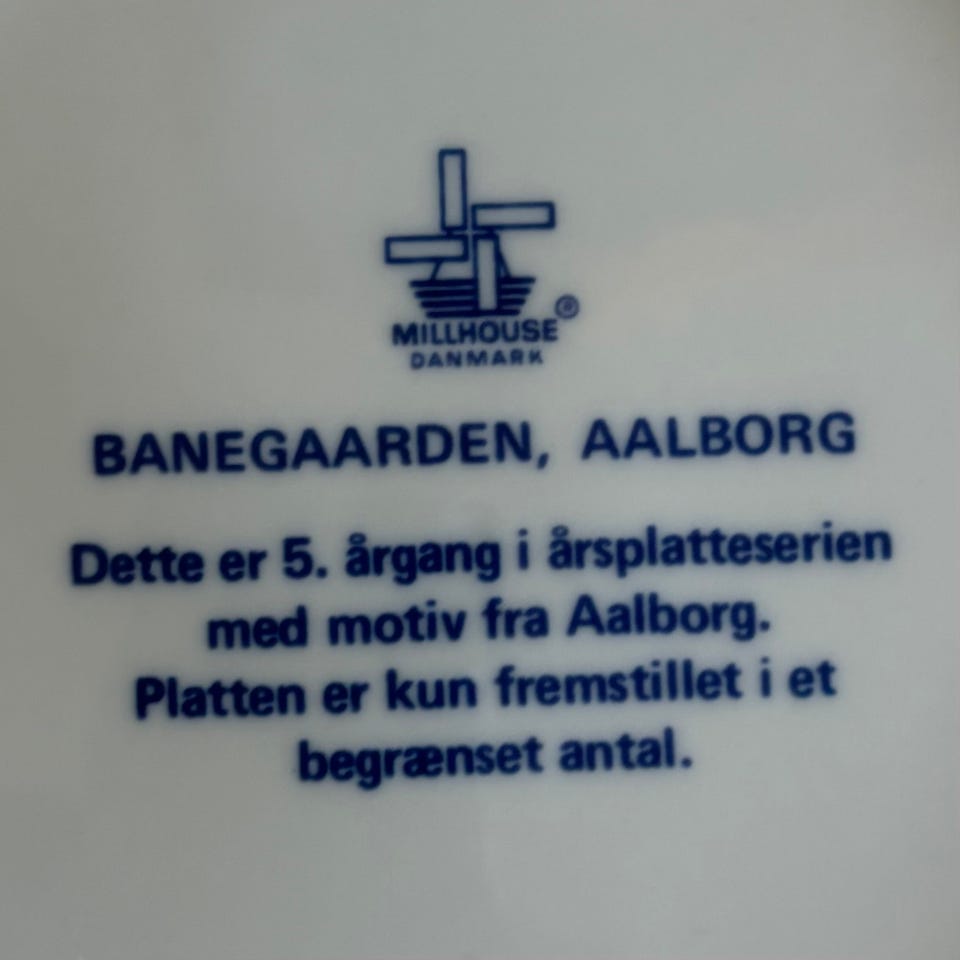 MILLHOUSE ®
DANMARK
BANEGAARDEN, AALBORG
Dette er 5. årgang i årsplatteserien
med motiv fra Aalborg.
Platten er kun fremstillet i et
begrænset antal.